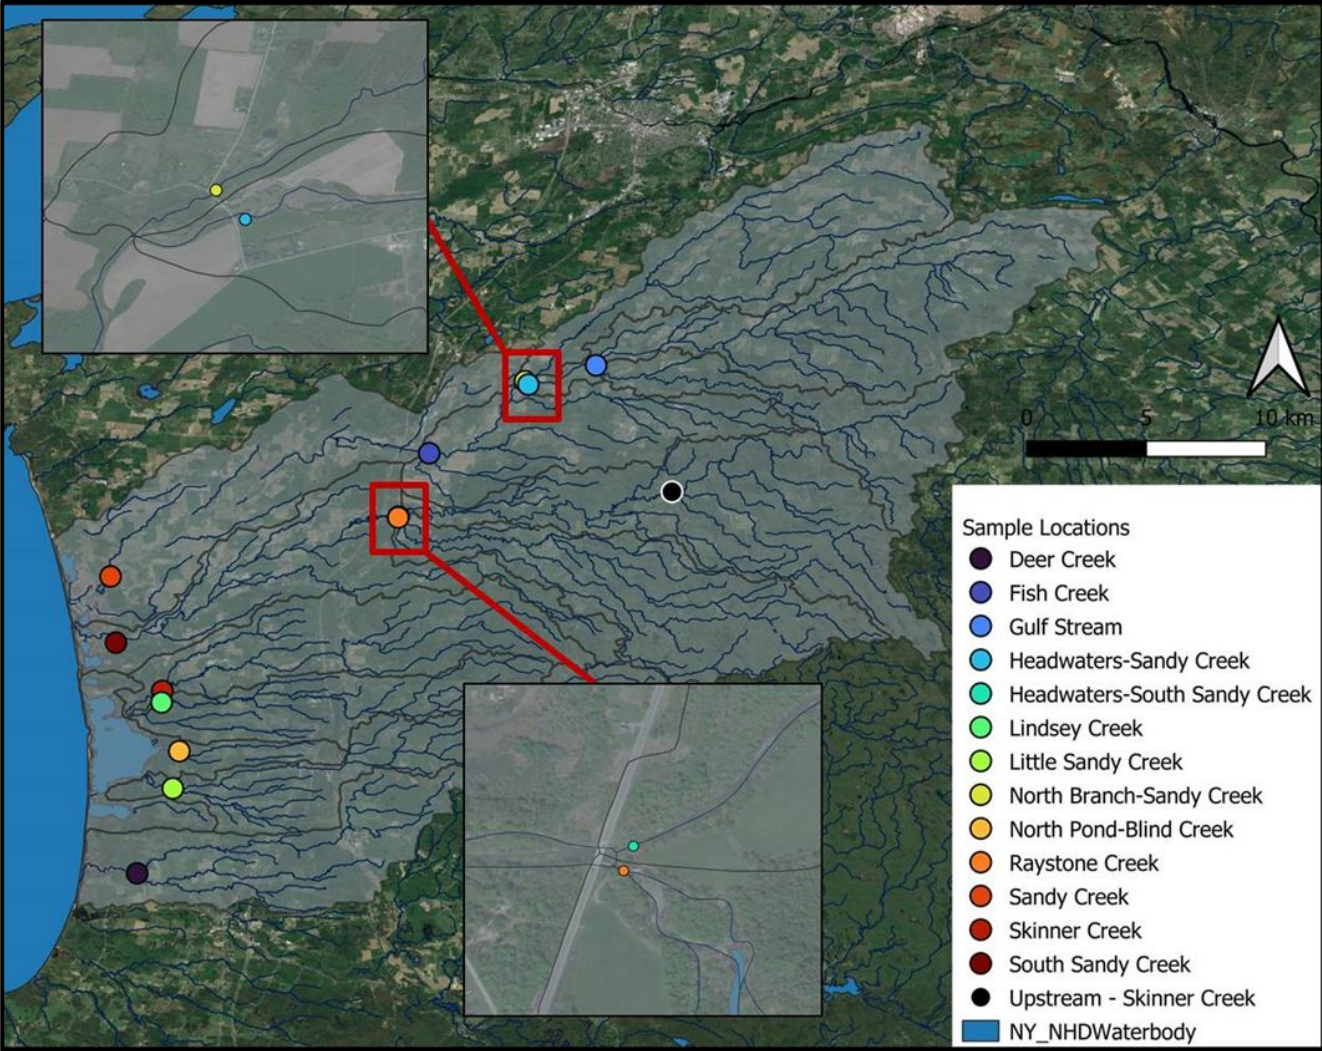 0 5 10 km
Sample Locations
Deer Creek
Fish Creek
Gulf Stream
Headwaters-Sandy Creek
Headwaters-South Sandy Creek
Lindsey Creek
Little Sandy Creek
North Branch-Sandy Creek
North Pond-Blind Creek
Raystone Creek
Sandy Creek
Skinner Creek
South Sandy Creek
Upstream - Skinner Creek
NY_NHDWaterbody